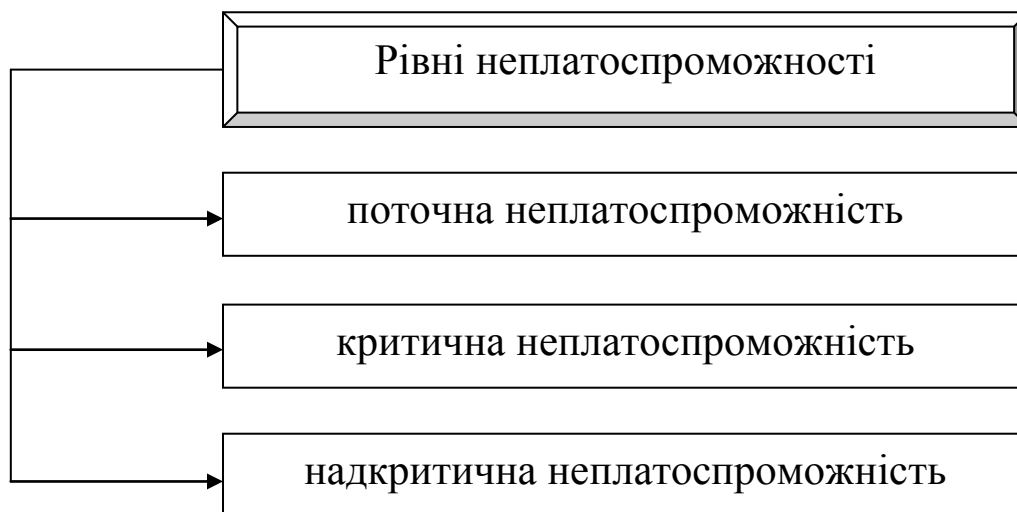 Рівні неплатоспроможності
поточна неплатоспроможність
критична неплатоспроможність
надкритична неплатоспроможність